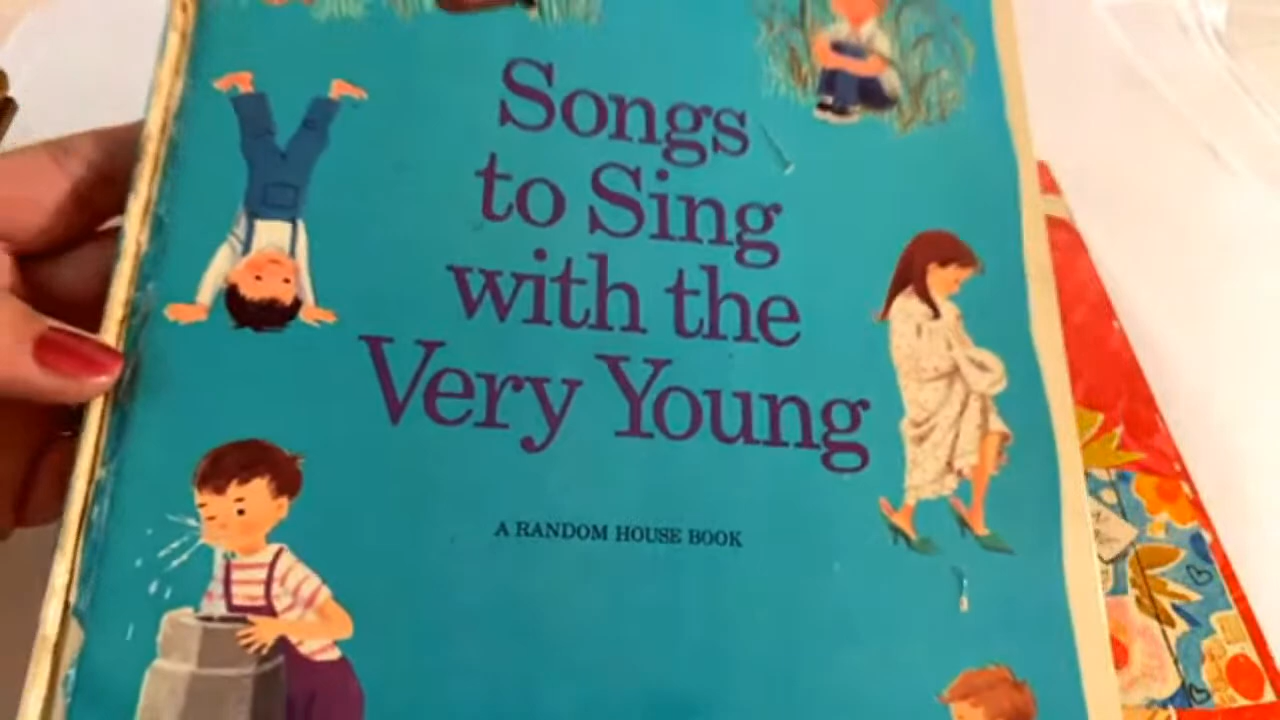 Songs
to Sing
with the
Very Young
A RANDOM HOUSE BOOK